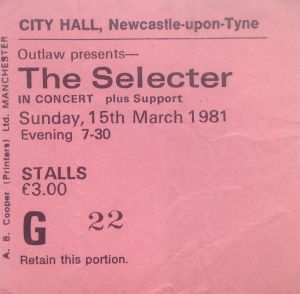 CITY HALL, Newcastle-upon-Tyne
Outlaw presents—
The Selecter
IN CONCERT plus Support
Sunday, 15th March 1981
Evening 7-30
STALLS
£3.00
G 22
Retain this portion.
A. B. Cooper (Printers) Ltd. MANCHESTER